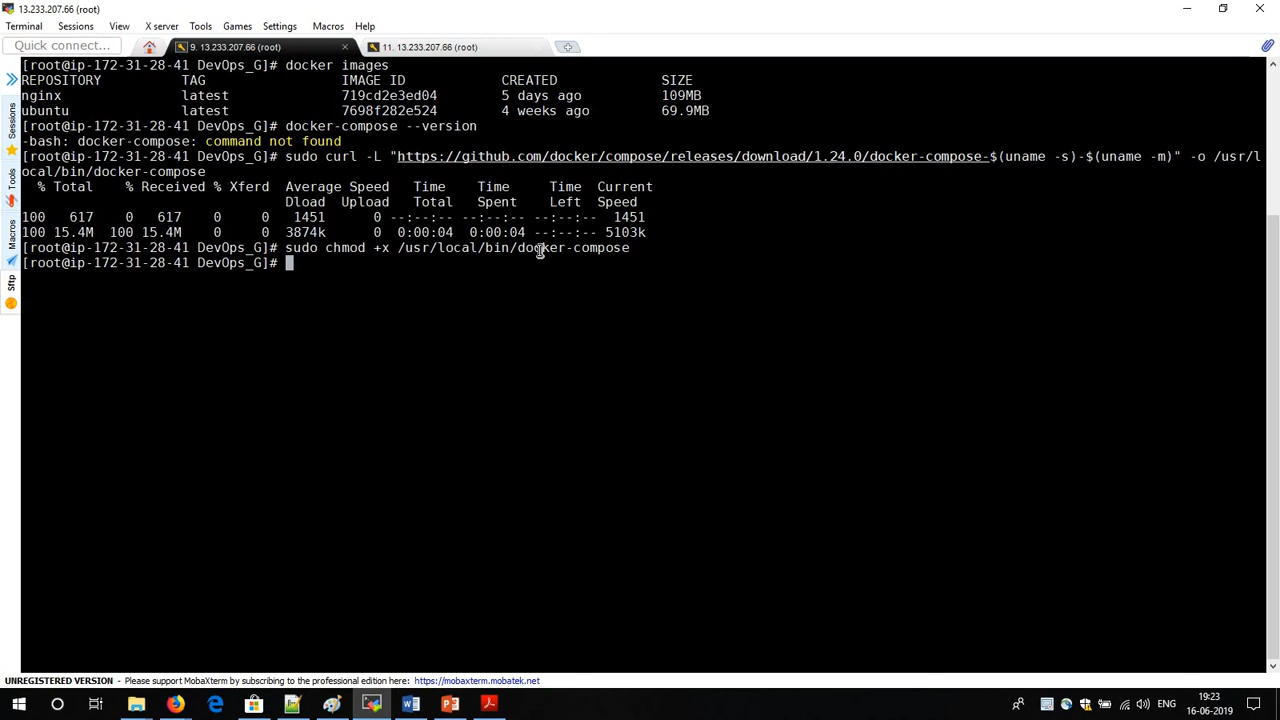 13.233.207.66 (root)
Terminal Sessions View X server Tools Games Settings Macros Help
Quick connect... 9. 13.233.207.66 (root) 11. 13.233.207.66 (root)
[root@ip-172-31-28-41 DevOps_G]# docker images
REPOSITORY TAG IMAGE ID CREATED SIZE
nginx latest 719cd2e3ed04 5 days ago 109MB
ubuntu latest 7698f282e524 4 weeks ago 69.9MB
[root@ip-172-31-28-41 DevOps_G]# docker-compose --version
-bash: docker-compose: command not found
[root@ip-172-31-28-41 DevOps_G]# sudo curl -L "https://github.com/docker/compose/releases/download/1.24.0/docker-compose-$(uname -s)-$(uname -m)" -o /usr/l
ocal/bin/docker-compose
% Total % Received % Xferd Average Speed Time Time Time Current
Dload Upload Total Spent Left Speed
100 617 0 617 0 0 1451 0 --:--:-- --:--:-- --:--:-- 1451
100 15.4M 100 15.4M 0 0 3874k 0 0:00:04 0:00:04 --:--:-- 5103k
[root@ip-172-31-28-41 DevOps_G]# sudo chmod +x /usr/local/bin/docker-compose
[root@ip-172-31-28-41 DevOps_G]#
Sessions
Tools
Macros
Sftp
UNREGISTERED VERSION - Please support MobaXterm by subscribing to the professional edition here: https://mobaxterm.mobatek.net
ENG
19:23
16-06-2019